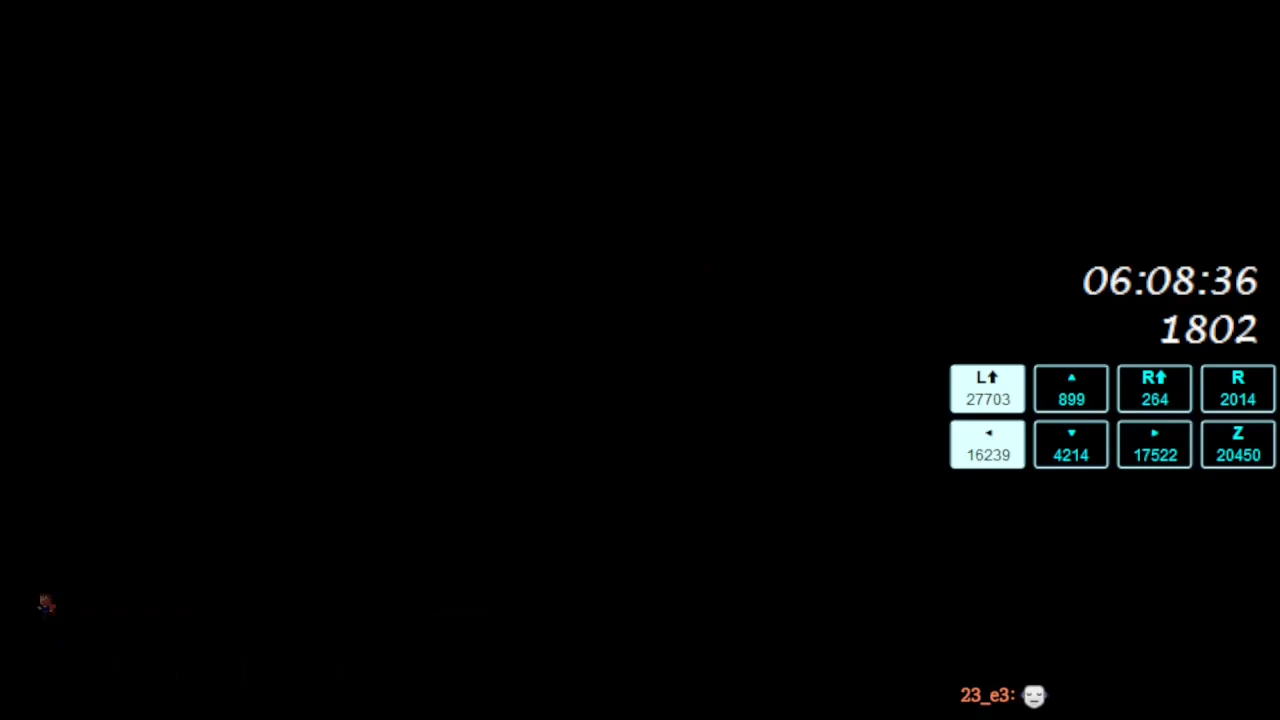 06:08:36
1802
L⬆ ▲ R⬆ R
27703 899 264 2014
◄ ▼ ► Z
16239 4214 17522 20450
23_e3: